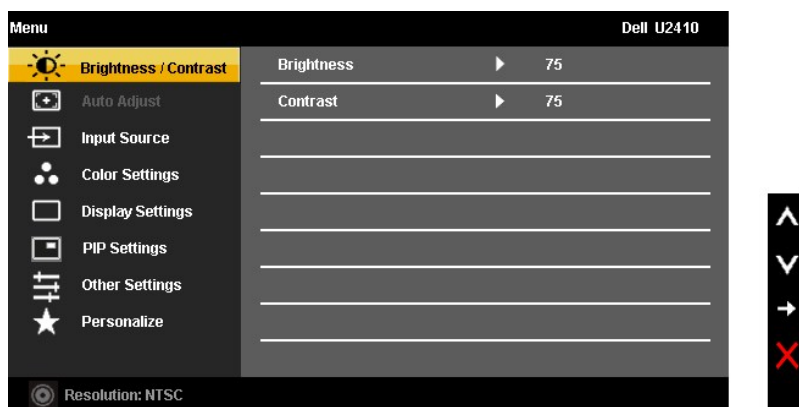 Menu Dell U2410
Brightness / Contrast Brightness 75
Auto Adjust Contrast 75
Input Source
Color Settings
Display Settings
PIP Settings
Other Settings
Personalize
Resolution: NTSC